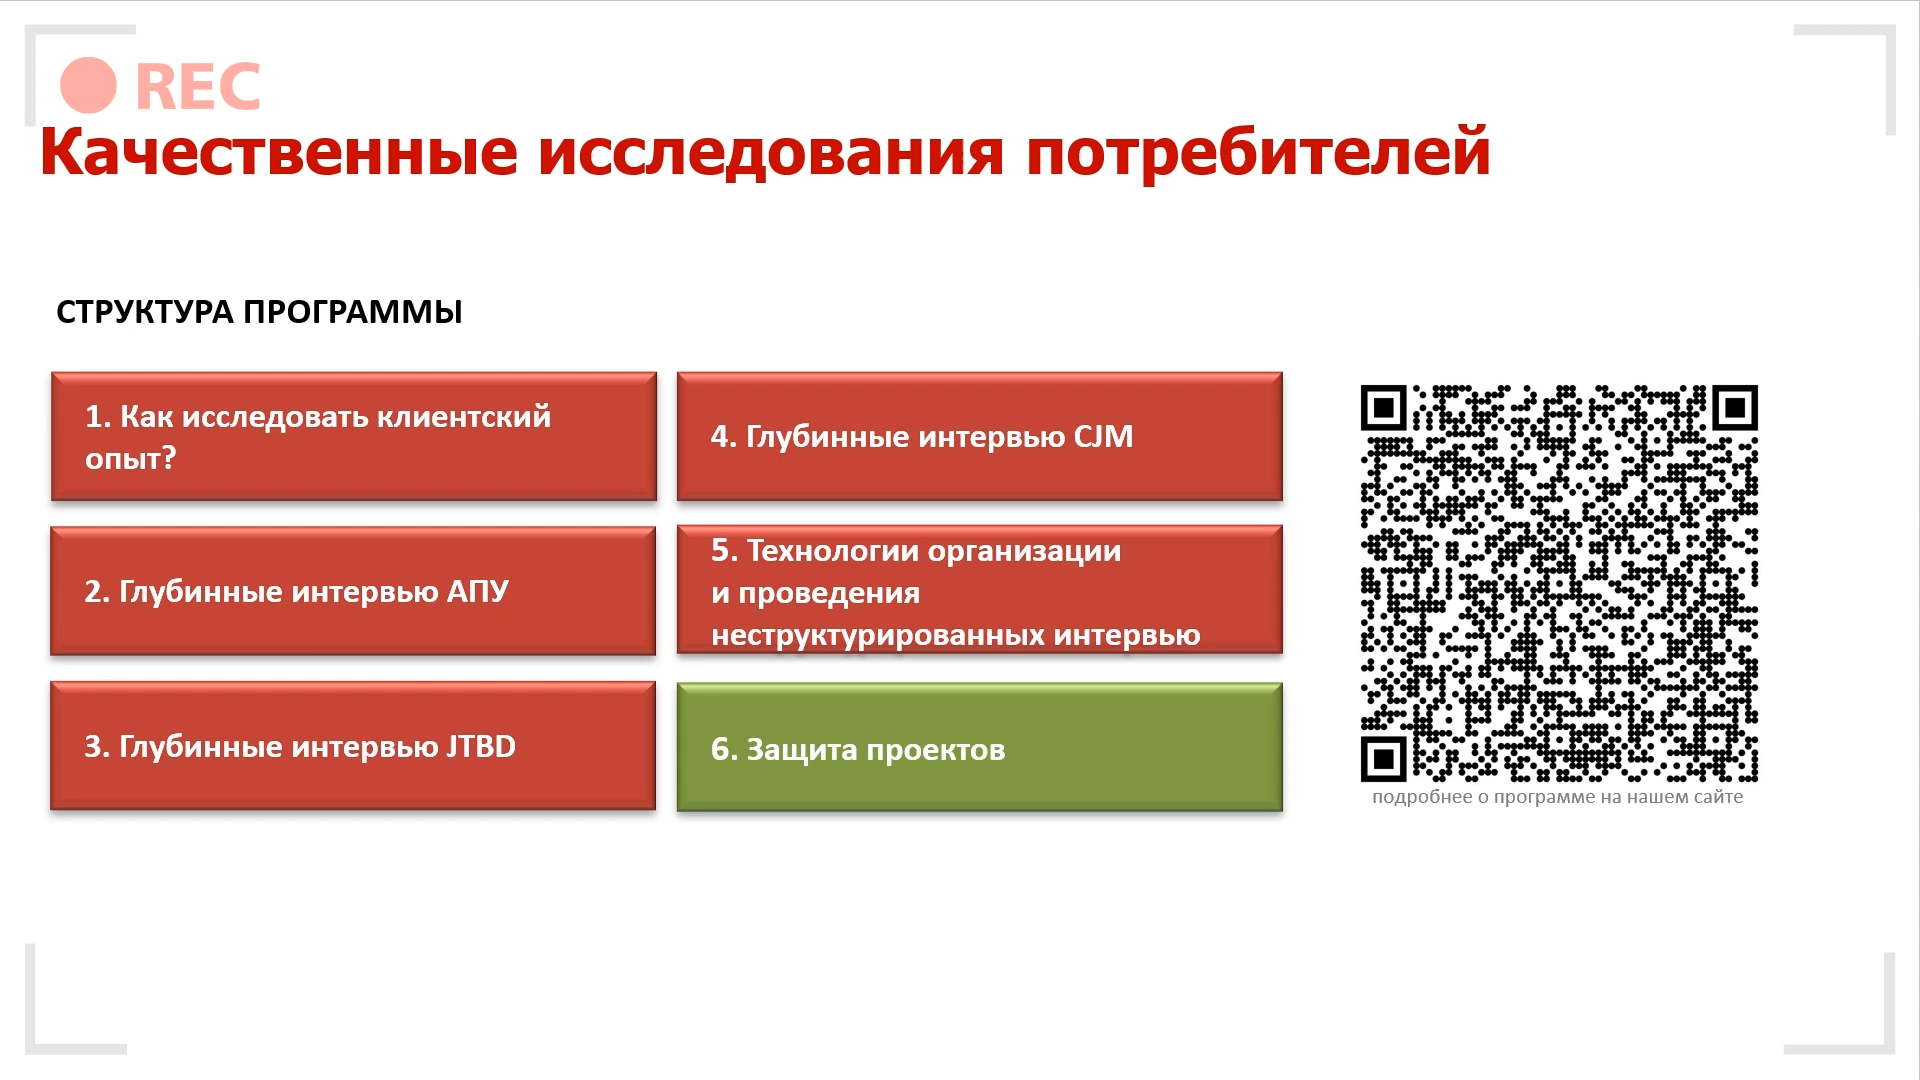 REC
Качественные исследования потребителей
СТРУКТУРА ПРОГРАММЫ
1. Как исследовать клиентский
опыт?
2. Глубинные интервью АПУ
3. Глубинные интервью JTBD
4. Глубинные интервью CJM
5. Технологии организации
и проведения
неструктурированных интервью
6. Защита проектов
подробнее о программе на нашем сайте